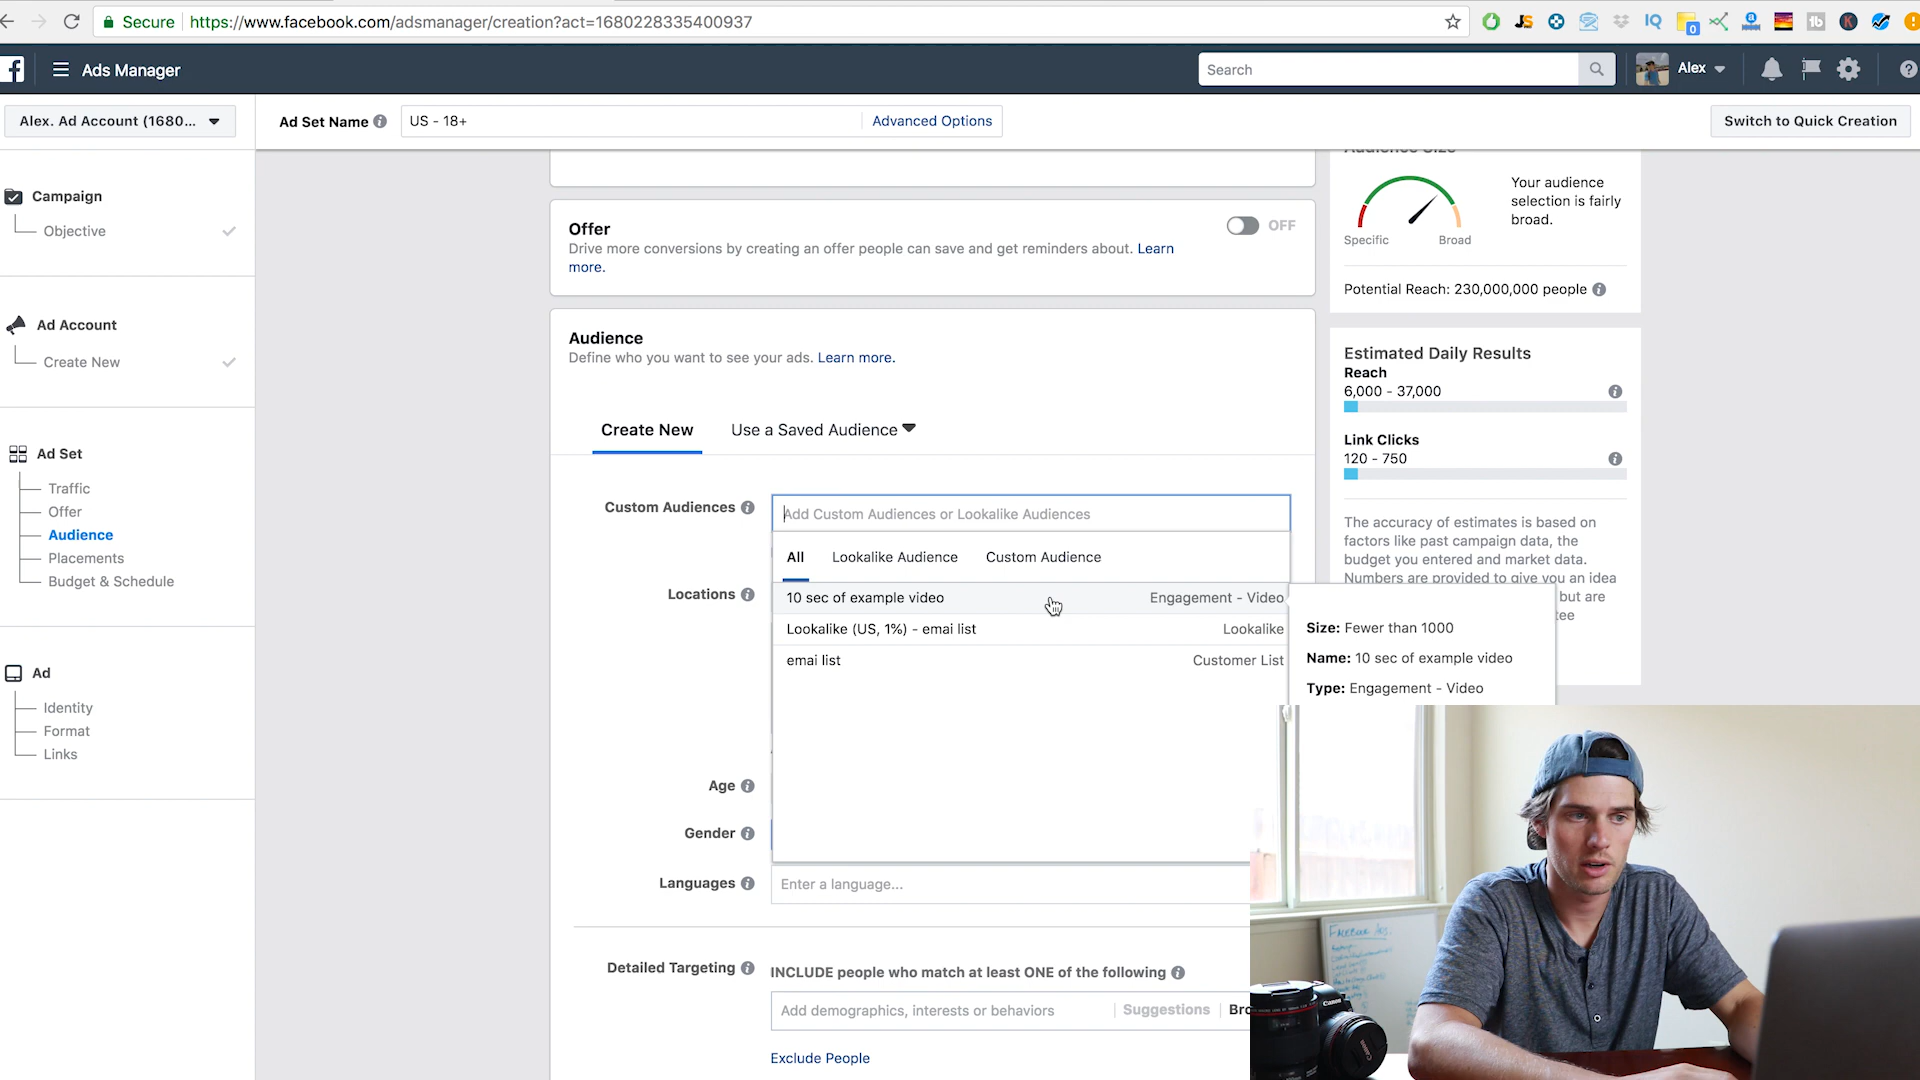 Secure https://www.facebook.com/adsmanager/creation?act=1680228335400937
Ads Manager
Search
Alex
Alex. Ad Account (1680...
Ad Set Name
US - 18+
Advanced Options
Switch to Quick Creation
Campaign
Objective
Ad Account
Create New
Ad Set
Traffic
Offer
Audience
Placements
Budget & Schedule
Ad
Identity
Format
Links
Offer
OFF
Drive more conversions by creating an offer people can save and get reminders about. Learn
more.
Audience
Define who you want to see your ads. Learn more.
Create New
Use a Saved Audience
Custom Audiences
Add Custom Audiences or Lookalike Audiences
All
Lookalike Audience
Custom Audience
10 sec of example video
Engagement - Video
Lookalike (US, 1%) - emai list
Lookalike
emai list
Customer List
Locations
Age
Gender
Languages
Enter a language...
Detailed Targeting
INCLUDE people who match at least ONE of the following
Add demographics, interests or behaviors
Suggestions
Bro
Exclude People
Audience Size
Your audience
selection is fairly
broad.
Specific
Broad
Potential Reach: 230,000,000 people
Estimated Daily Results
Reach
6,000 - 37,000
Link Clicks
120 - 750
The accuracy of estimates is based on
factors like past campaign data, the
budget you entered and market data.
Numbers are provided to give you an idea
but are
tee
Size: Fewer than 1000
Name: 10 sec of example video
Type: Engagement - Video
Facebook Ads
Canon
Canon